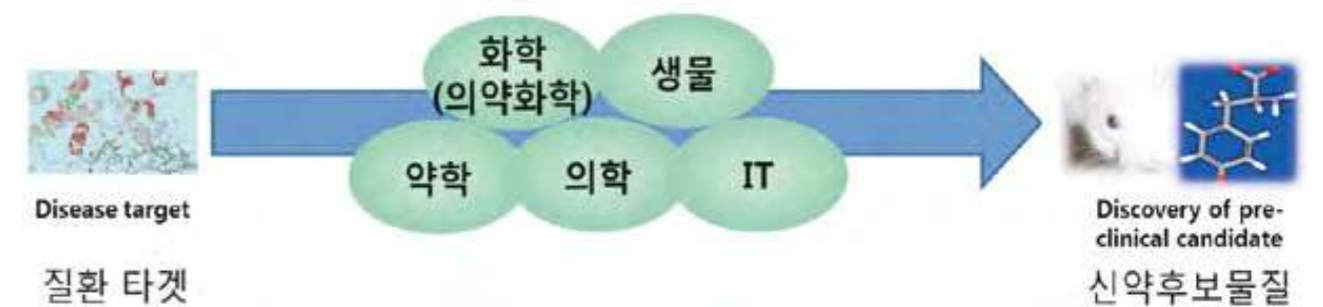 화학
(의약화학)
생물
약학
의학
IT
Disease target
질환 타겟
Discovery of pre-
clinical candidate
신약후보물질